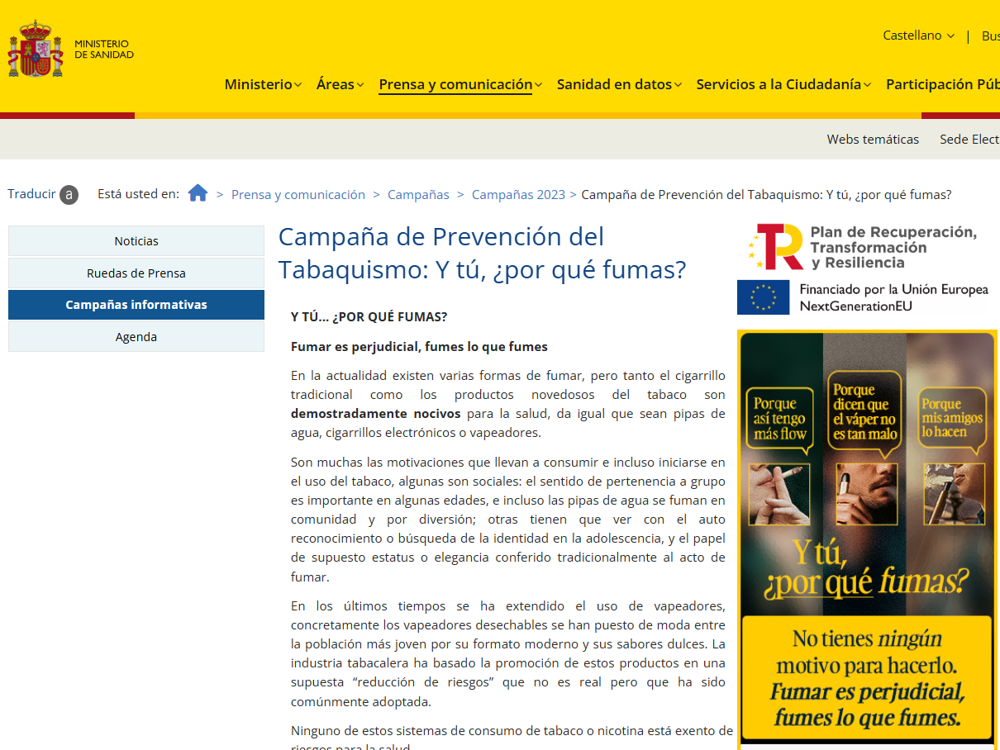 MINISTERIO
DE SANIDAD
Castellano | Bus
Ministerio Áreas Prensa y comunicación Sanidad en datos Servicios a la Ciudadanía Participación Púb
Webs temáticas Sede Elect
Traducir a Está usted en: > Prensa y comunicación > Campañas > Campañas 2023 > Campaña de Prevención del Tabaquismo: Y tú, ¿por qué fumas?
Noticias
Ruedas de Prensa
Campañas informativas
Agenda
Campaña de Prevención del
Tabaquismo: Y tú, ¿por qué fumas?
Y TÚ... ¿POR QUÉ FUMAS?
Fumar es perjudicial, fumes lo que fumes
En la actualidad existen varias formas de fumar, pero tanto el cigarrillo
tradicional como los productos novedosos del tabaco son
demostradamente nocivos para la salud, da igual que sean pipas de
agua, cigarrillos electrónicos o vapeadores.
Son muchas las motivaciones que llevan a consumir e incluso iniciarse en
el uso del tabaco, algunas son sociales: el sentido de pertenencia a grupo
es importante en algunas edades, e incluso las pipas de agua se fuman en
comunidad y por diversión; otras tienen que ver con el auto
reconocimiento o búsqueda de la identidad en la adolescencia, y el papel
de supuesto estatus o elegancia conferido tradicionalmente al acto de
fumar.
En los últimos tiempos se ha extendido el uso de vapeadores,
concretamente los vapeadores desechables se han puesto de moda entre
la población más joven por su formato moderno y sus sabores dulces. La
industria tabacalera ha basado la promoción de estos productos en una
supuesta “reducción de riesgos” que no es real pero que ha sido
comúnmente adoptada.
Ninguno de estos sistemas de consumo de tabaco o nicotina está exento de
riesgos para la salud
Plan de Recuperación,
Transformación
y Resiliencia
Financiado por la Unión Europea
NextGenerationEU
Porque
así tengo
más flow
Porque
dicen que
el váper no
es tan malo
Porque
mis amigos
lo hacen
Y tú,
¿por qué fumas?
No tienes ningún
motivo para hacerlo.
Fumar es perjudicial,
fumes lo que fumes.